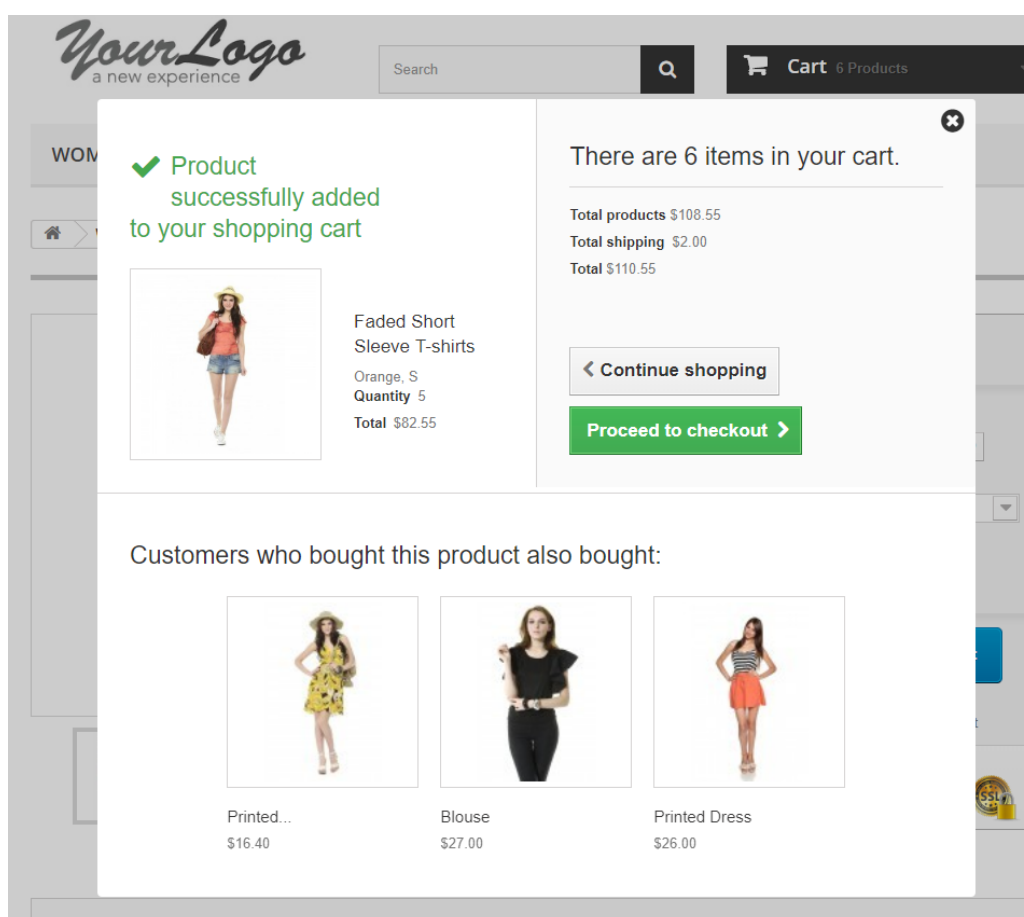 YourLogo
a new experience
Search
Cart 6 Products
Product
successfully added
to your shopping cart
Faded Short
Sleeve T-shirts
Orange, S
Quantity 5
Total $82.55
There are 6 items in your cart.
Total products $108.55
Total shipping $2.00
Total $110.55
Continue shopping
Proceed to checkout
Customers who bought this product also bought:
Printed...
$16.40
Blouse
$27.00
Printed Dress
$26.00
SSL